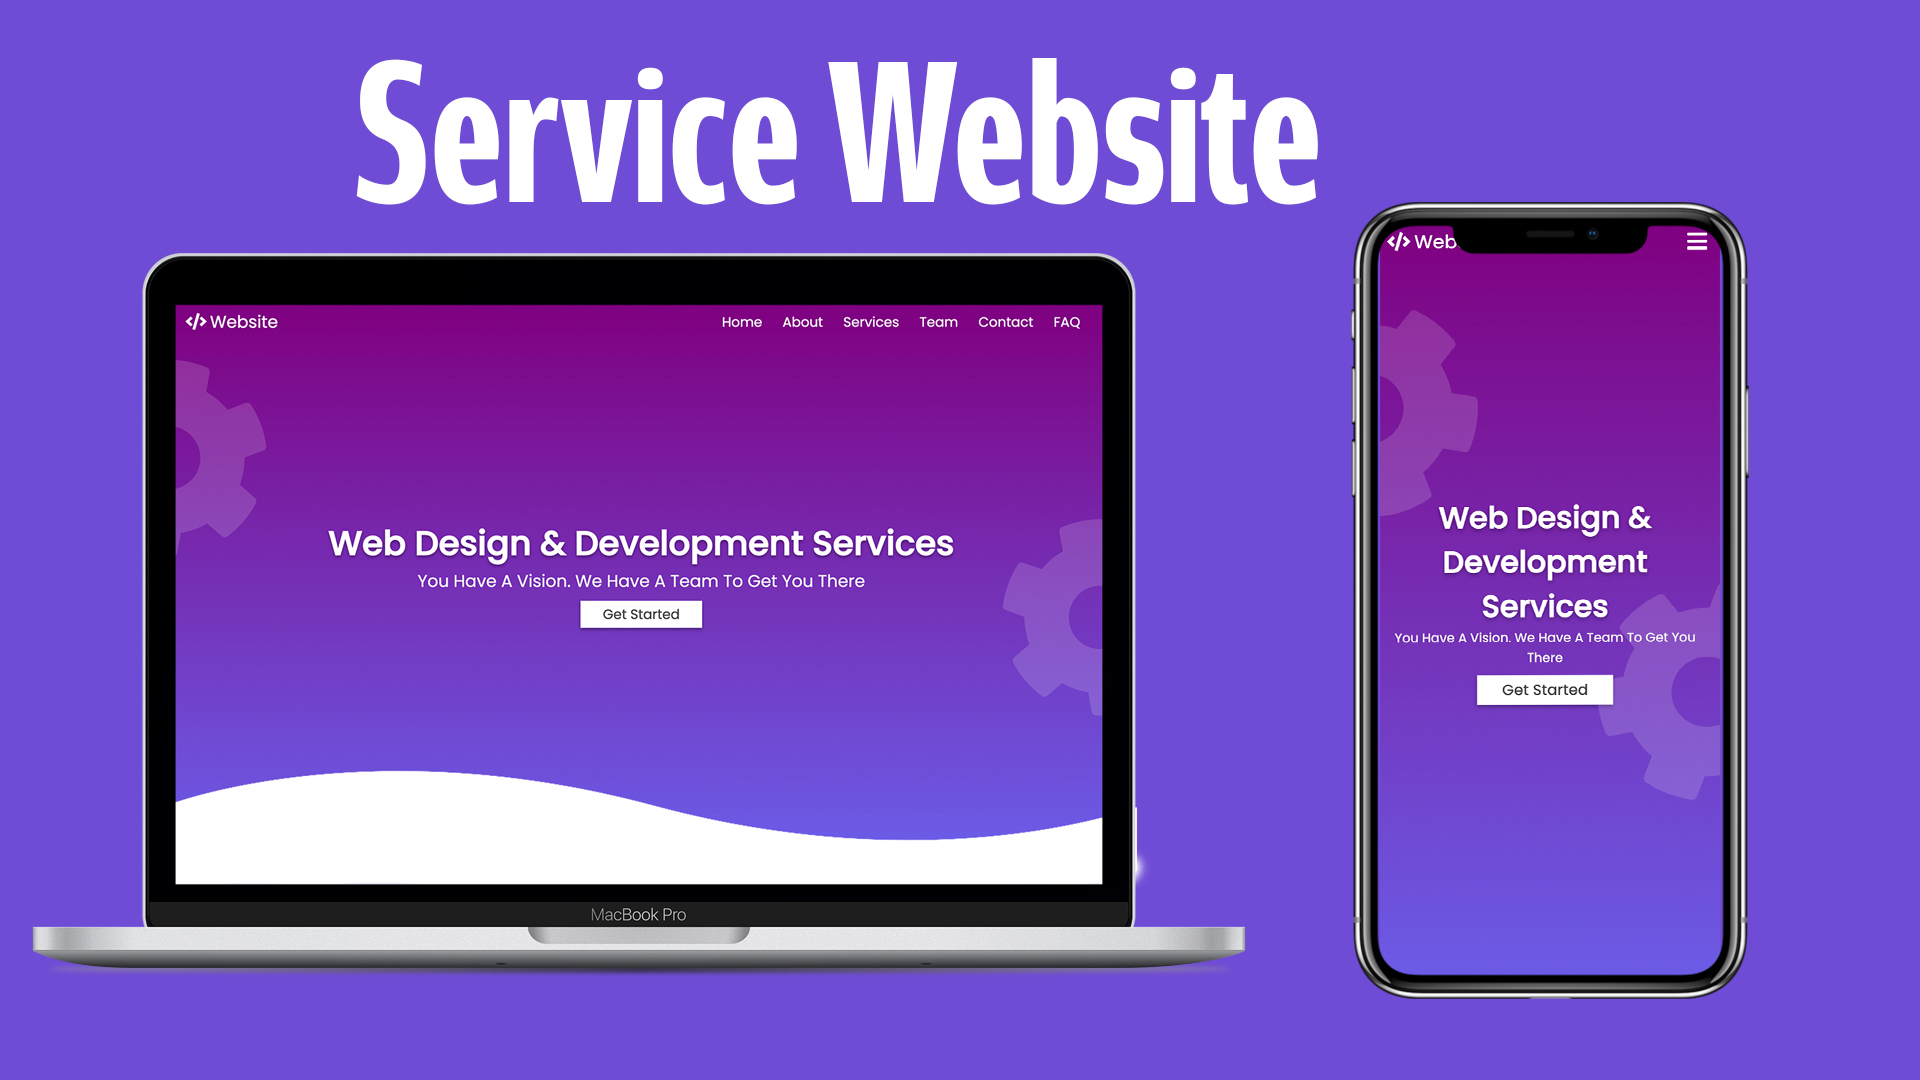 Service Website
</> Website
Home About Services Team Contact FAQ
Web Design & Development Services
You Have A Vision. We Have A Team To Get You There
Get Started
MacBook Pro
</> Web
Web Design &
Development
Services
You Have A Vision. We Have A Team To Get You
There
Get Started